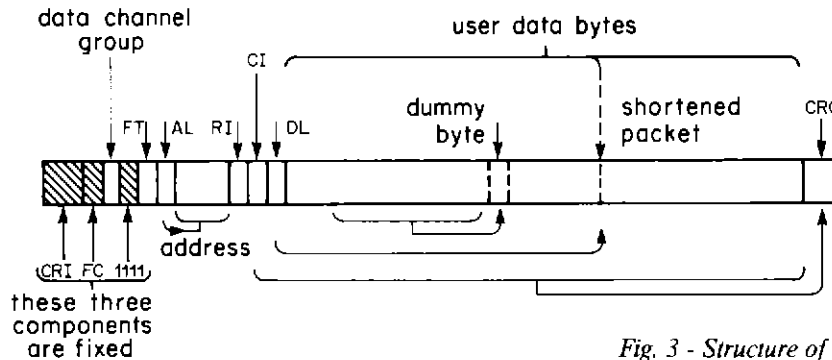 data channel
group
user data bytes
CI
FT
AL
RI
DL
dummy
byte
shortened
packet
CRC
address
CRI FC 1111
these three
components
are fixed
Fig. 3 - Structure of